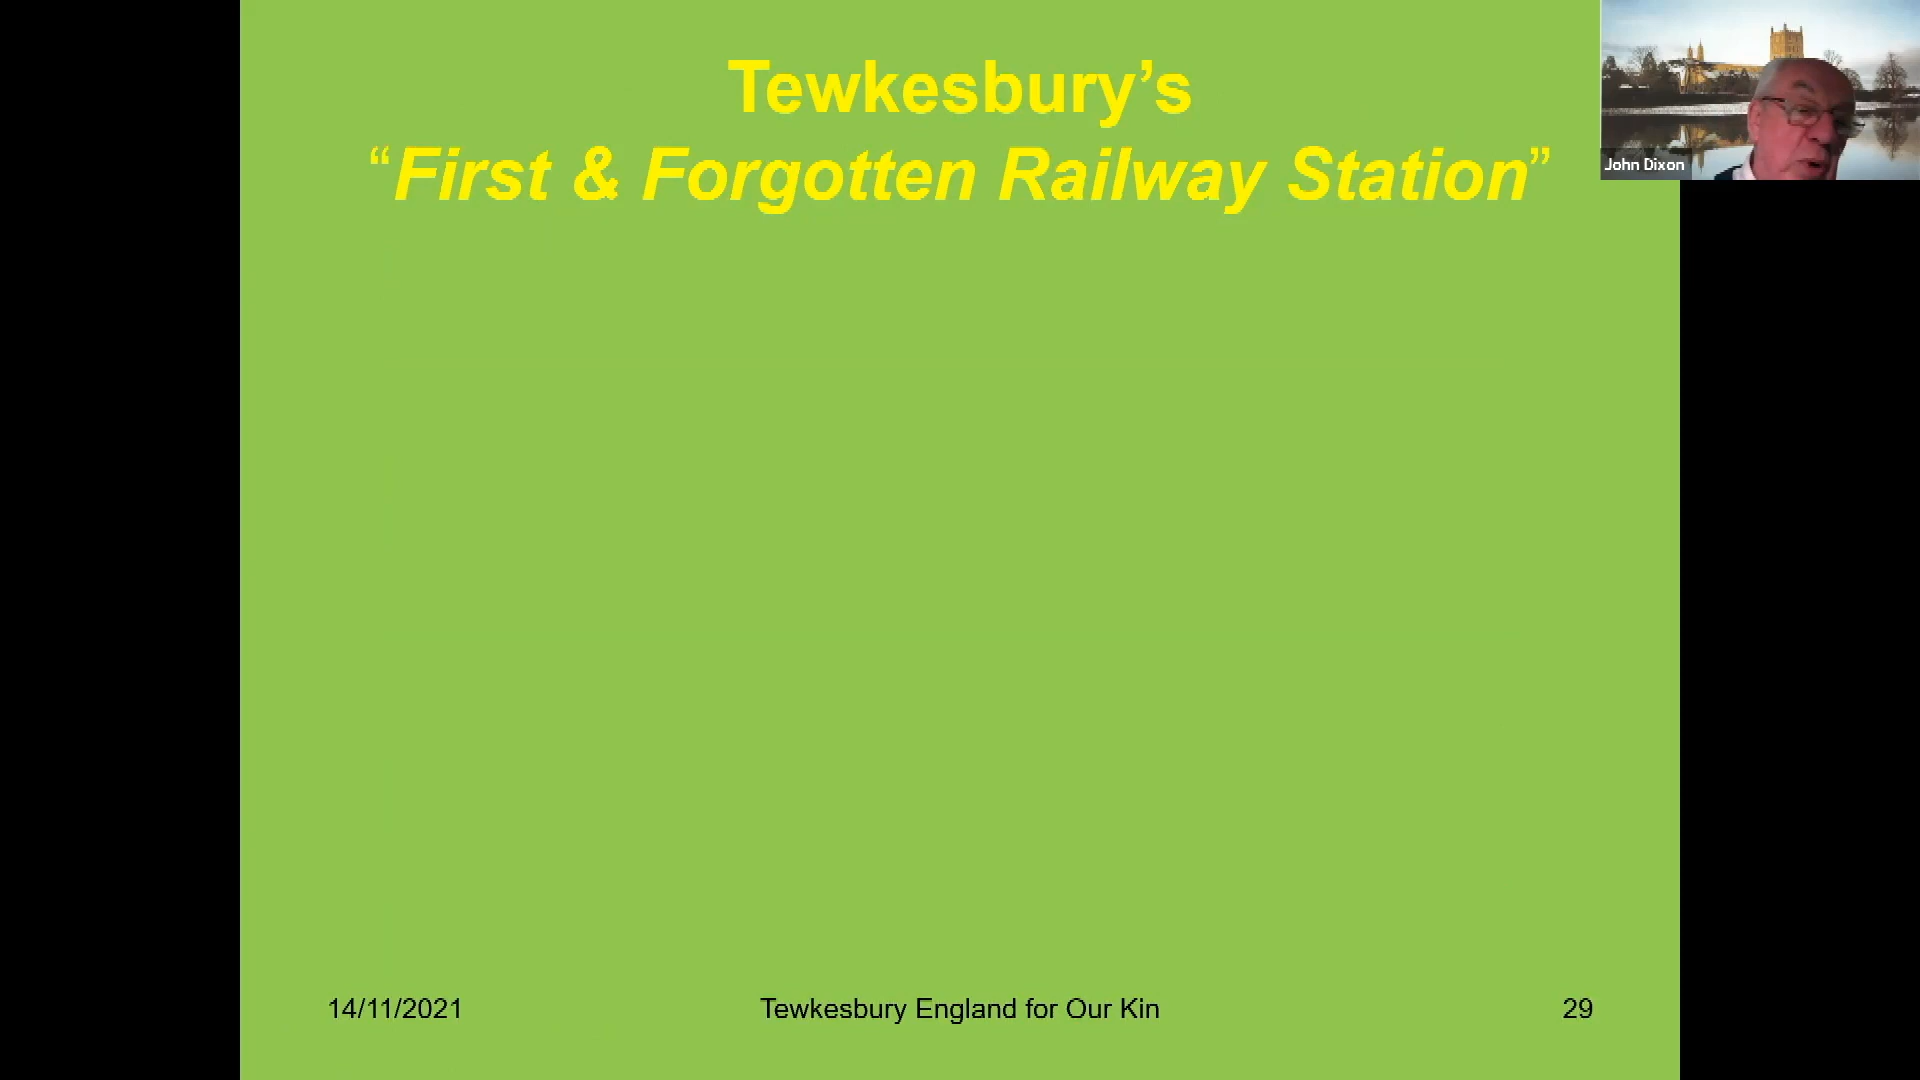 Tewkesbury’s
“First & Forgotten Railway Station”
John Dixon
14/11/2021
Tewkesbury England for Our Kin
29